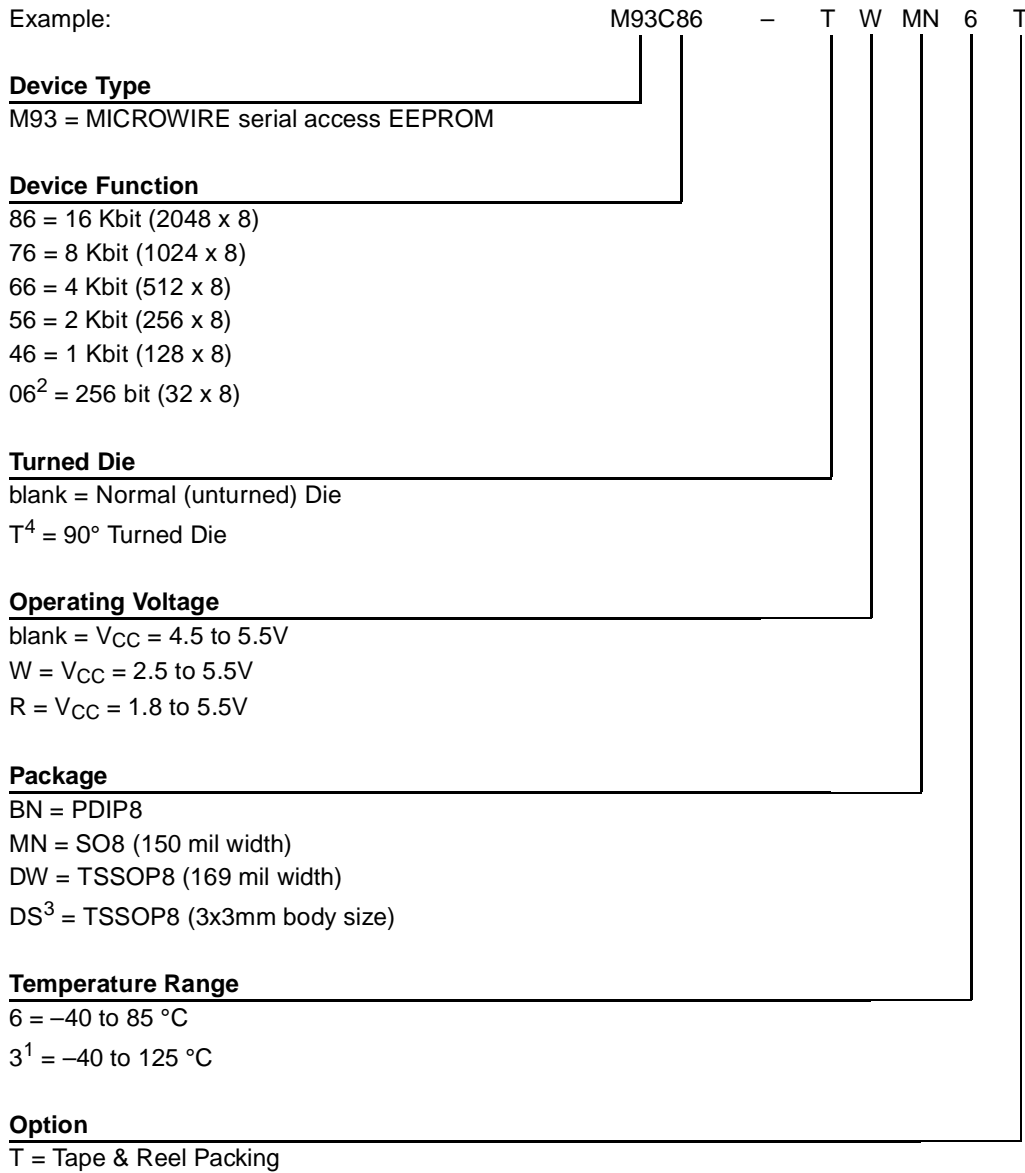 Example: M93C86 – T W MN 6 T
Device Type
M93 = MICROWIRE serial access EEPROM
Device Function
86 = 16 Kbit (2048 x 8)
76 = 8 Kbit (1024 x 8)
66 = 4 Kbit (512 x 8)
56 = 2 Kbit (256 x 8)
46 = 1 Kbit (128 x 8)
06² = 256 bit (32 x 8)
Turned Die
blank = Normal (unturned) Die
T⁴ = 90° Turned Die
Operating Voltage
blank = VCC = 4.5 to 5.5V
W = VCC = 2.5 to 5.5V
R = VCC = 1.8 to 5.5V
Package
BN = PDIP8
MN = SO8 (150 mil width)
DW = TSSOP8 (169 mil width)
DS³ = TSSOP8 (3x3mm body size)
Temperature Range
6 = –40 to 85 °C
3¹ = –40 to 125 °C
Option
T = Tape & Reel Packing